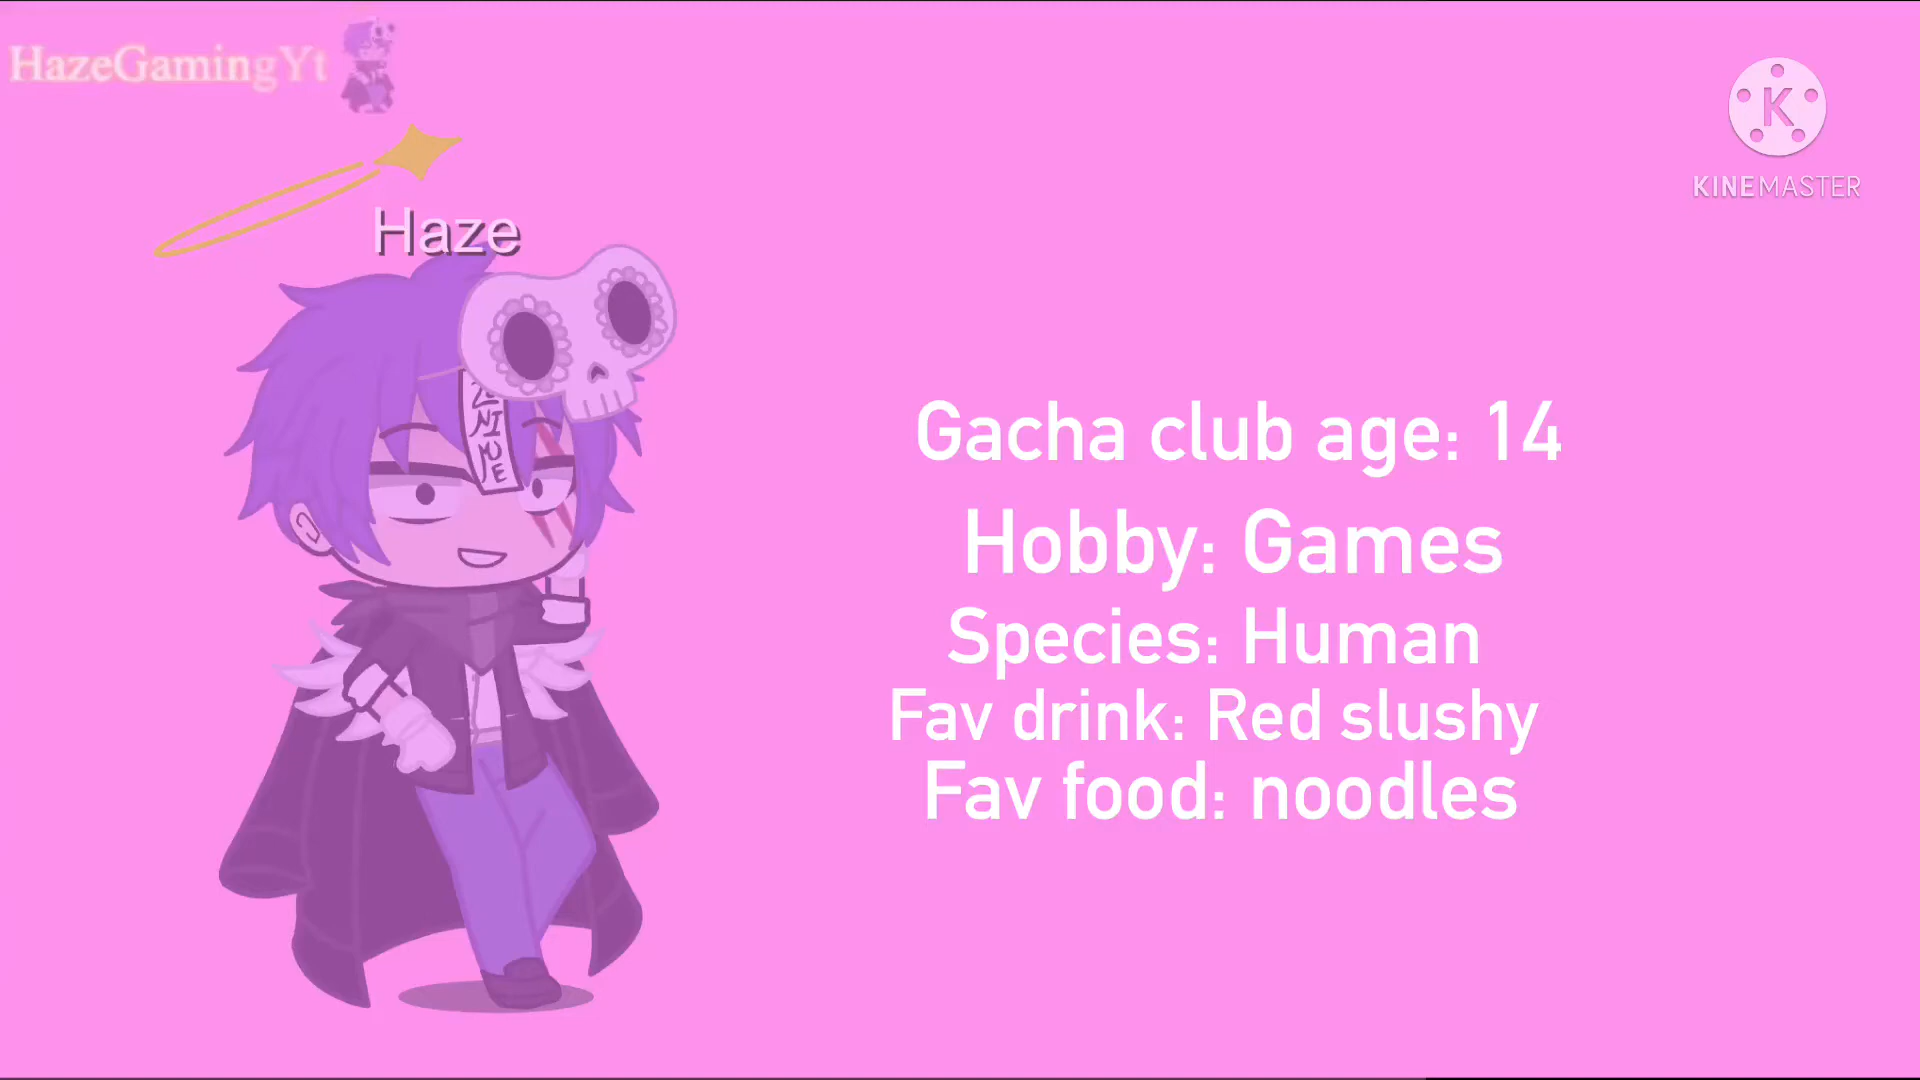 HazeGamingYt
K
KINEMASTER
Haze
Gacha club age: 14
Hobby: Games
Species: Human
Fav drink: Red slushy
Fav food: noodles